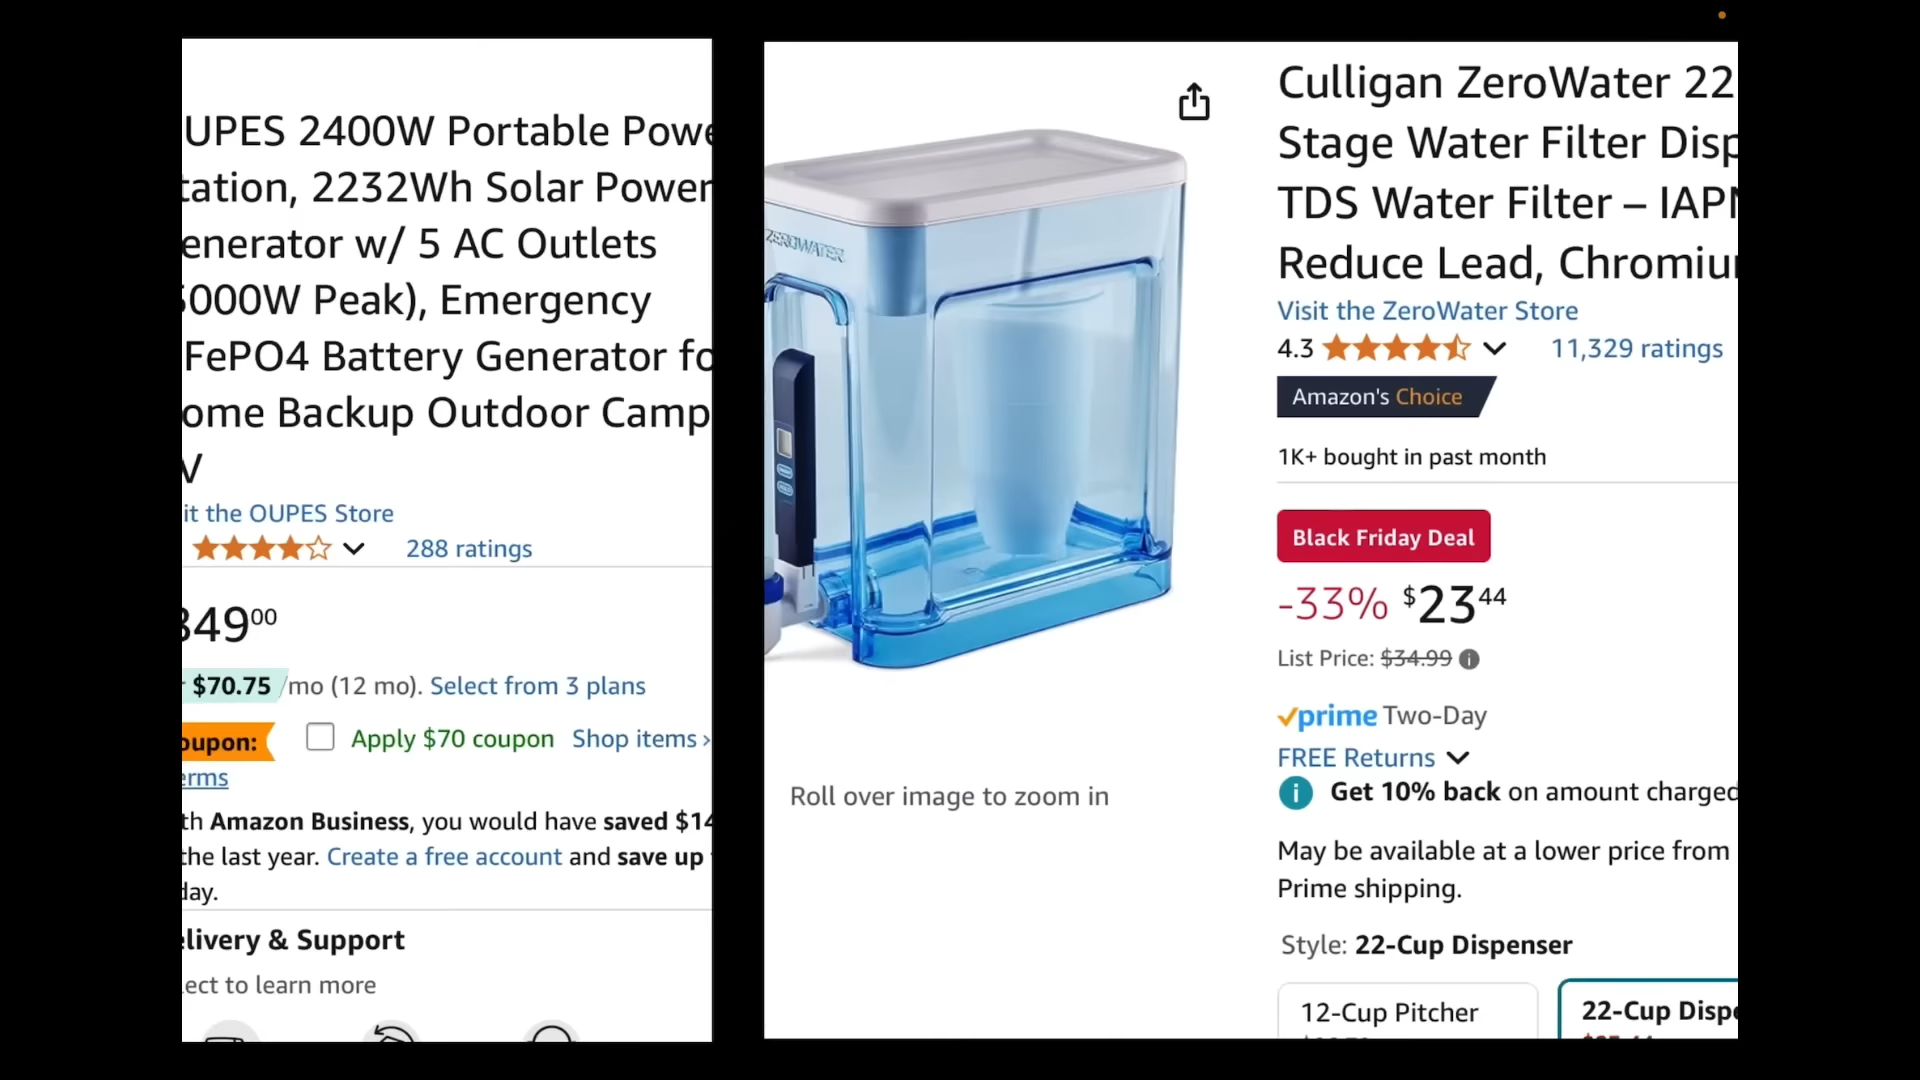 UPES 2400W Portable Powe
tation, 2232Wh Solar Power
enerator w/ 5 AC Outlets
5000W Peak), Emergency
FePO4 Battery Generator fo
ome Backup Outdoor Camp
V
it the OUPES Store
288 ratings
849 00
$70.75 /mo (12 mo). Select from 3 plans
oupon: Apply $70 coupon Shop items ›
erms
th Amazon Business, you would have saved $14
the last year. Create a free account and save up
day.
elivery & Support
ect to learn more
ZEROWATER
Roll over image to zoom in
Culligan ZeroWater 22
Stage Water Filter Disp
TDS Water Filter – IAPM
Reduce Lead, Chromiu
Visit the ZeroWater Store
4.3 11,329 ratings
Amazon's Choice
1K+ bought in past month
Black Friday Deal
-33% $23 44
List Price: $34.99
prime Two-Day
FREE Returns
Get 10% back on amount charged
May be available at a lower price from
Prime shipping.
Style: 22-Cup Dispenser
12-Cup Pitcher
22-Cup Dispe